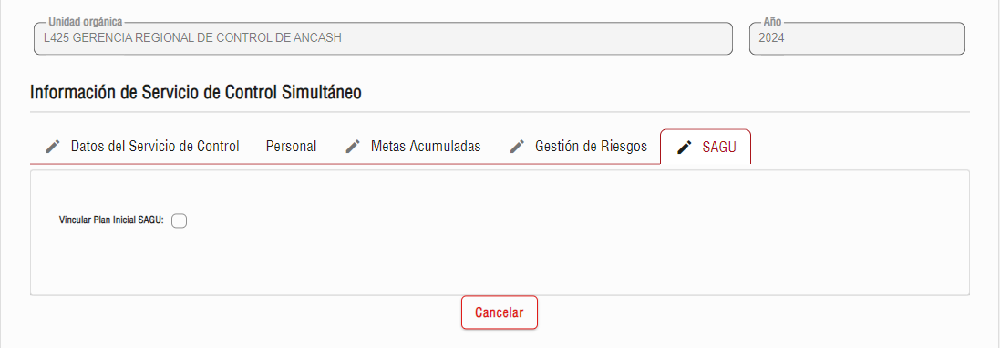 Unidad orgánica
L425 GERENCIA REGIONAL DE CONTROL DE ANCASH
Año
2024
Información de Servicio de Control Simultáneo
Datos del Servicio de Control
Personal
Metas Acumuladas
Gestión de Riesgos
SAGU
Vincular Plan Inicial SAGU:
Cancelar